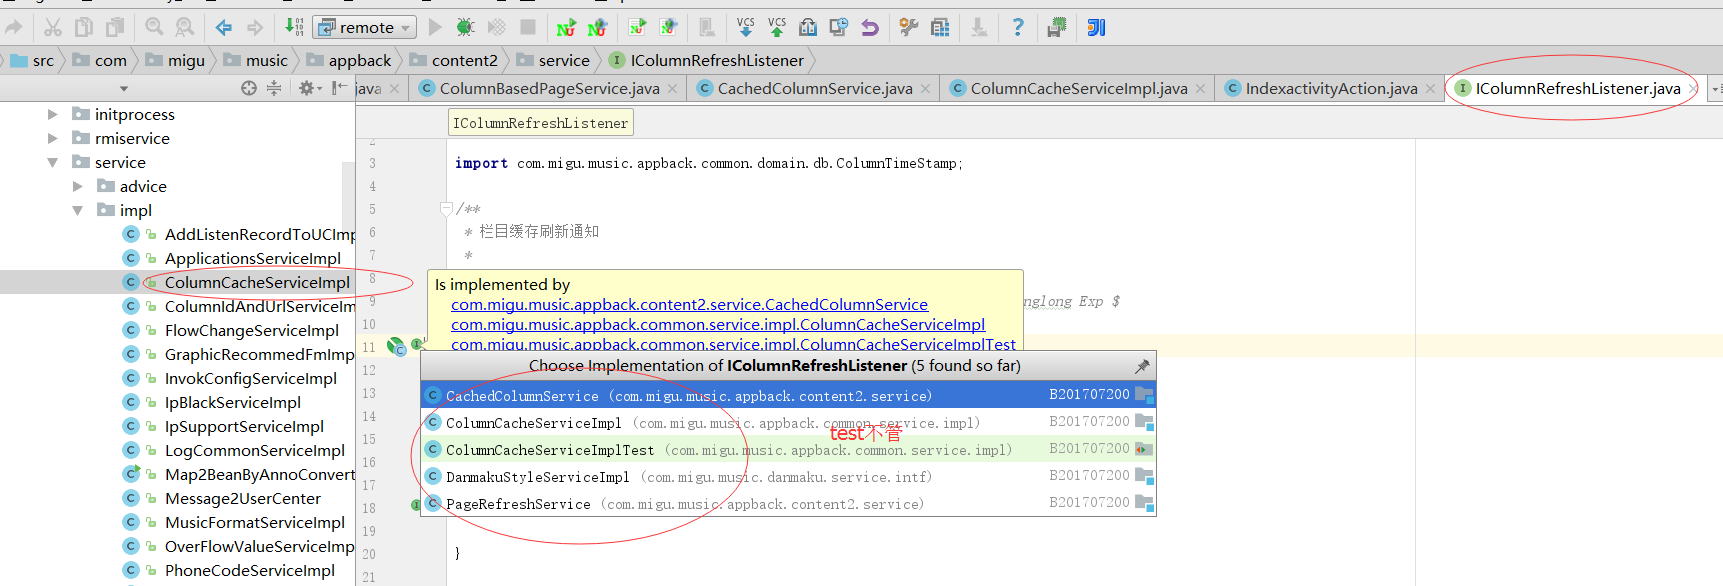 remote
VCS
VCS
src
com
migu
music
appback
content2
service
IColumnRefreshListener
java
ColumnBasedPageService.java
CachedColumnService.java
ColumnCacheServiceImpl.java
IndexactivityAction.java
IColumnRefreshListener.java
initprocess
rmiservice
service
advice
impl
AddListenRecordToUCImp
ApplicationsServiceImpl
ColumnCacheServiceImpl
ColumnIdAndUrlServiceIm
FlowChangeServiceImpl
GraphicRecommedFmImp
InvokConfigServiceImpl
IpBlackServiceImpl
IpSupportServiceImpl
LogCommonServiceImpl
Map2BeanByAnnoConvert
Message2UserCenter
MusicFormatServiceImpl
OverFlowValueServiceImp
PhoneCodeServiceImpl
IColumnRefreshListener
3 import com.migu.music.appback.common.domain.db.ColumnTimeStamp;
4
5 /**
6 * 栏目缓存刷新通知
7 *
8
9 nglong Exp $
10
11
12
13
14
15
16
17
18
19
20 }
21
Is implemented by
com.migu.music.appback.content2.service.CachedColumnService
com.migu.music.appback.common.service.impl.ColumnCacheServiceImpl
com.migu.music.appback.common.service.impl.ColumnCacheServiceImplTest
Choose Implementation of IColumnRefreshListener (5 found so far)
CachedColumnService (com.migu.music.appback.content2.service) B201707200
ColumnCacheServiceImpl (com.migu.music.appback.common.service.impl) B201707200
test不管
ColumnCacheServiceImplTest (com.migu.music.appback.common.service.impl) B201707200
DanmakuStyleServiceImpl (com.migu.music.danmaku.service.intf) B201707200
PageRefreshService (com.migu.music.appback.content2.service) B201707200